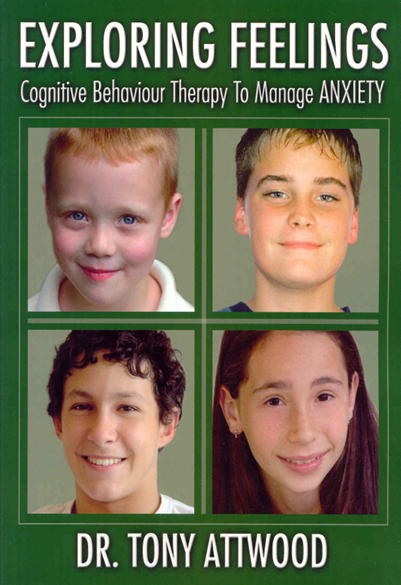 EXPLORING FEELINGS
Cognitive Behaviour Therapy To Manage ANXIETY
DR. TONY ATTWOOD